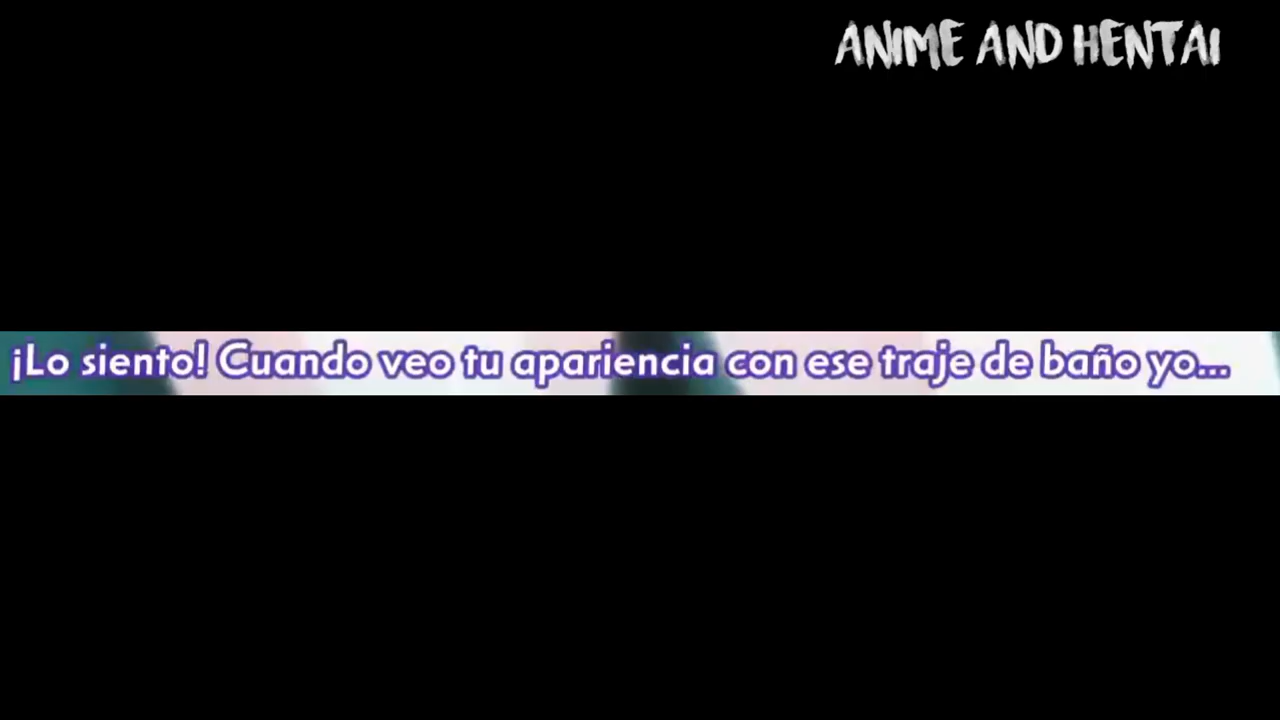 ANIME AND HENTAI
¡Lo siento! Cuando veo tu apariencia con ese traje de baño yo...